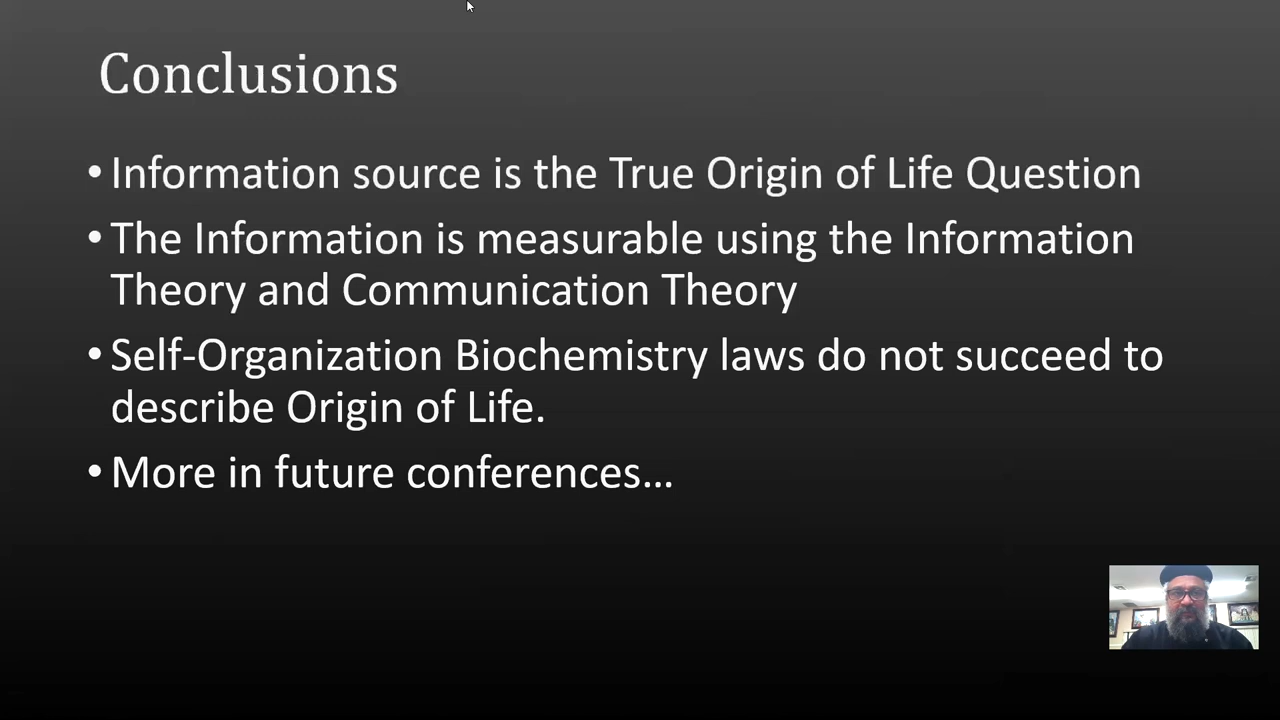 Conclusions
• Information source is the True Origin of Life Question
• The Information is measurable using the Information
Theory and Communication Theory
• Self-Organization Biochemistry laws do not succeed to
describe Origin of Life.
• More in future conferences…